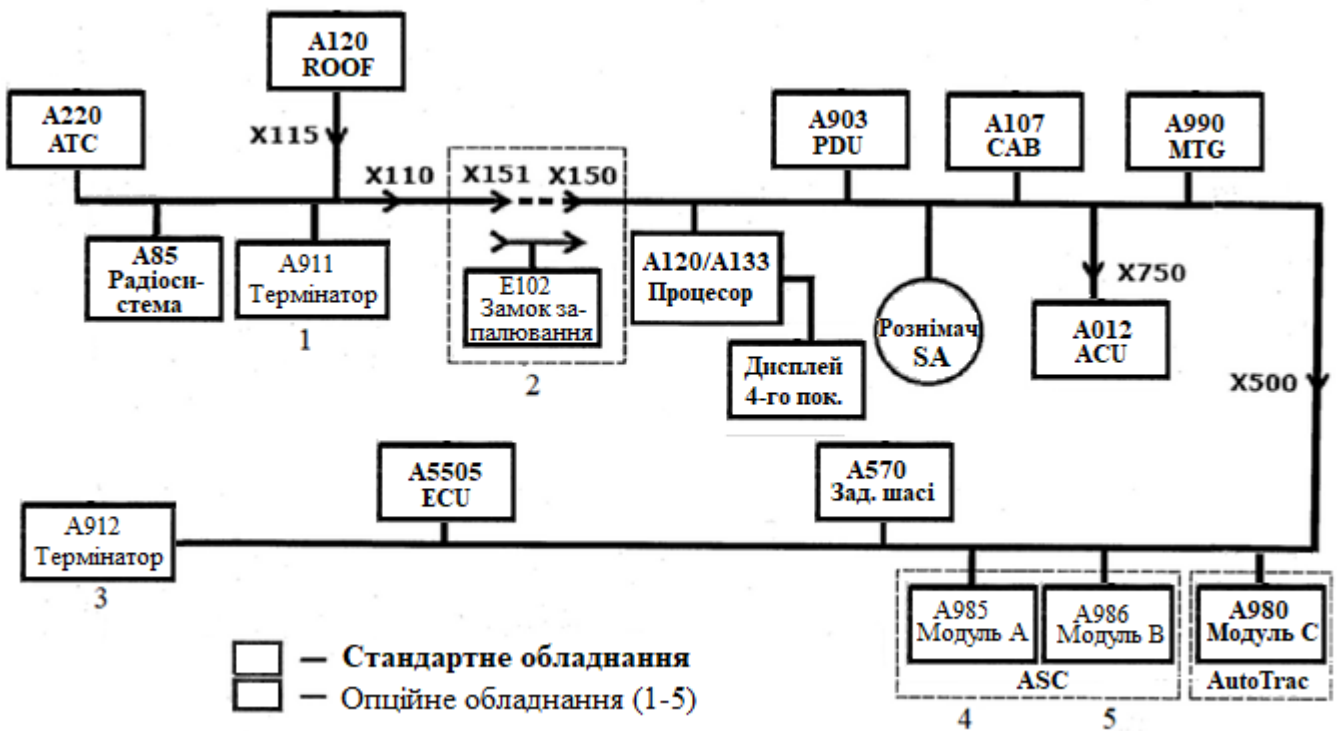 A120
ROOF
A220
ATC
X115
A903
PDU
A107
CAB
A990
MTG
X110
X151
X150
A85
Радіоси-
стема
A911
Термінатор
1
E102
Замок за-
палювання
2
A120/A133
Процесор
Дисплей
4-го пок.
Рознімач
SA
X750
A012
ACU
X500
A5505
ECU
A570
Зад. шасі
A912
Термінатор
3
A985
Модуль A
A986
Модуль B
ASC
4
5
A980
Модуль C
AutoTrac
– Стандартне обладнання
– Опційне обладнання (1-5)